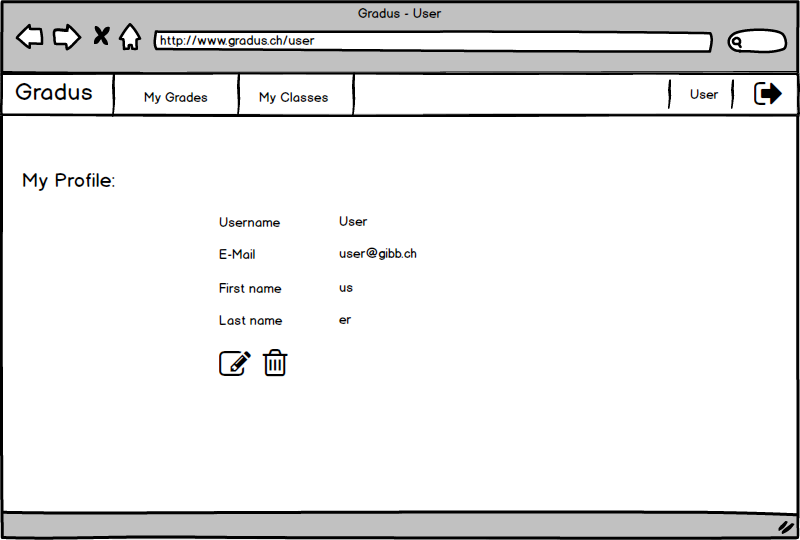 Gradus - User
http://www.gradus.ch/user
Gradus
My Grades
My Classes
User
My Profile:
Username User
E-Mail user@gibb.ch
First name us
Last name er